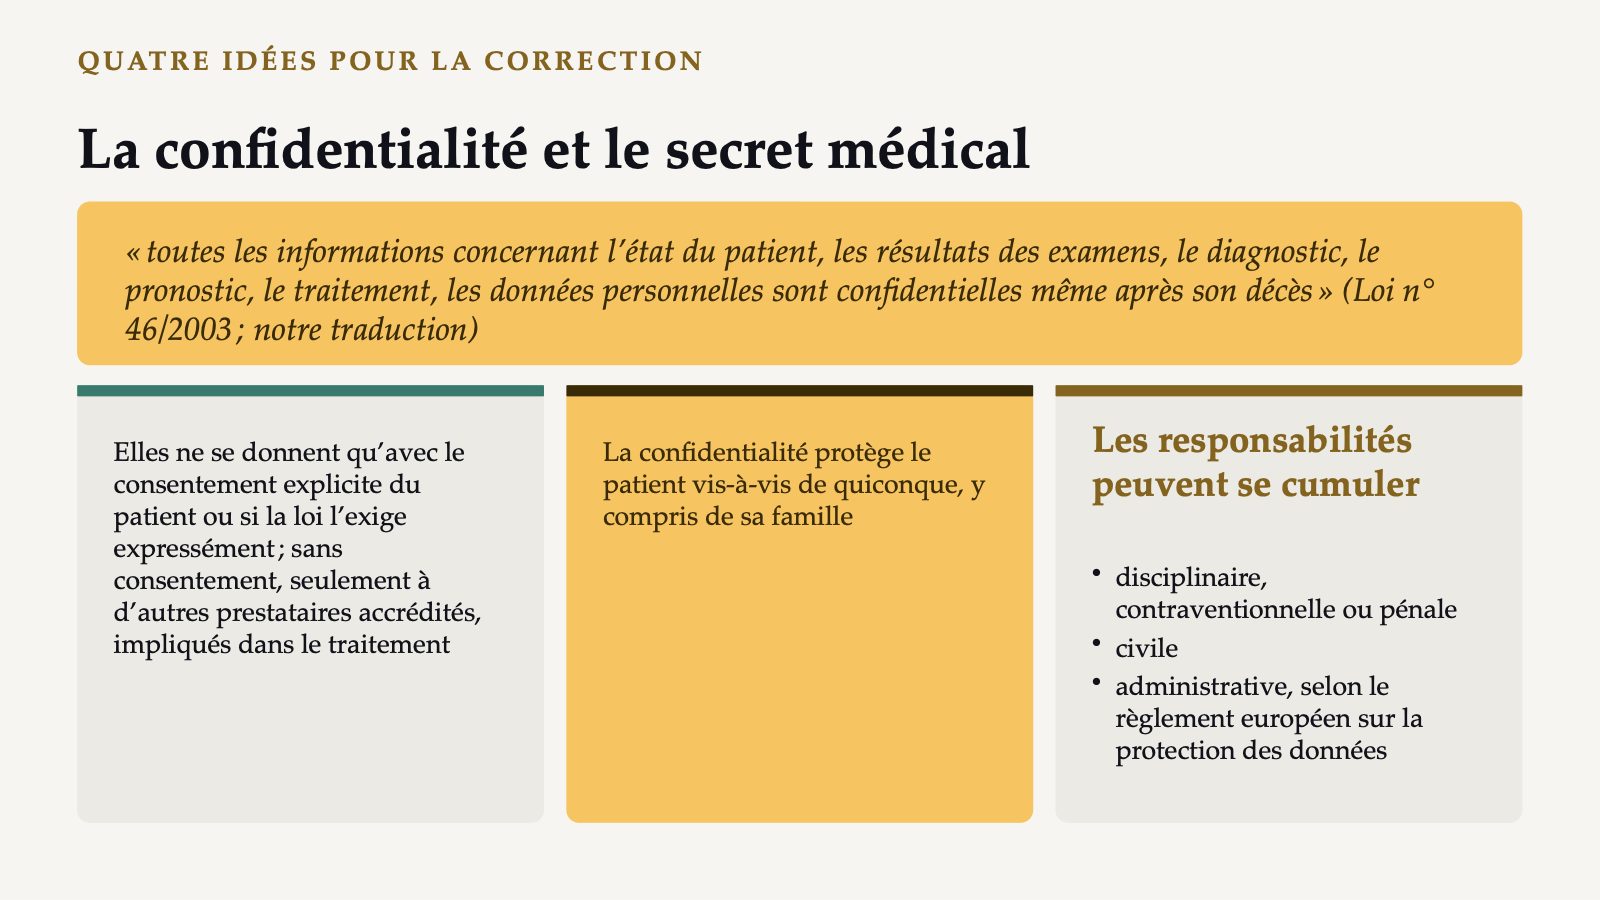 QUATRE IDÉES POUR LA CORRECTION
La confidentialité et le secret médical
« toutes les informations concernant l’état du patient, les résultats des examens, le diagnostic, le
pronostic, le traitement, les données personnelles sont confidentielles même après son décès » (Loi n°
46/2003 ; notre traduction)
Elles ne se donnent qu’avec le
consentement explicite du
patient ou si la loi l’exige
expressément ; sans
consentement, seulement à
d’autres prestataires accrédités,
impliqués dans le traitement
La confidentialité protège le
patient vis-à-vis de quiconque, y
compris de sa famille
Les responsabilités
peuvent se cumuler
• disciplinaire,
contraventionnelle ou pénale
• civile
• administrative, selon le
règlement européen sur la
protection des données